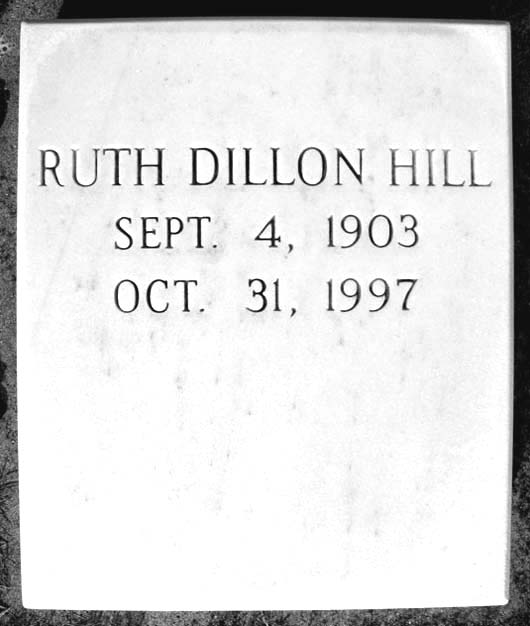 RUTH DILLON HILL
SEPT. 4, 1903
OCT. 31, 1997